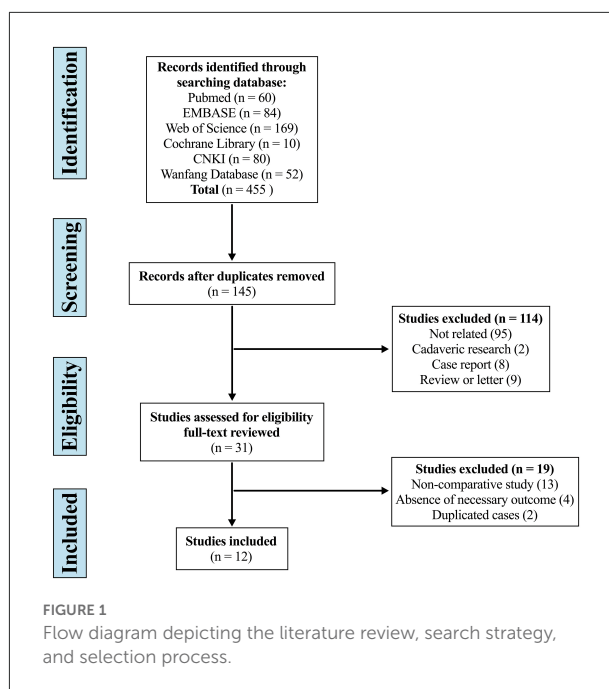 Identification
Records identified through
searching database:
Pubmed (n = 60)
EMBASE (n = 84)
Web of Science (n = 169)
Cochrane Library (n = 10)
CNKI (n = 80)
Wanfang Database (n = 52)
Total (n = 455 )
Screening
Records after duplicates removed
(n = 145)
Studies excluded (n = 114)
Not related (95)
Cadaveric research (2)
Case report (8)
Review or letter (9)
Eligibility
Studies assessed for eligibility
full-text reviewed
(n = 31)
Studies excluded (n = 19)
Non-comparative study (13)
Absence of necessary outcome (4)
Duplicated cases (2)
Included
Studies included
(n = 12)
FIGURE 1
Flow diagram depicting the literature review, search strategy,
and selection process.